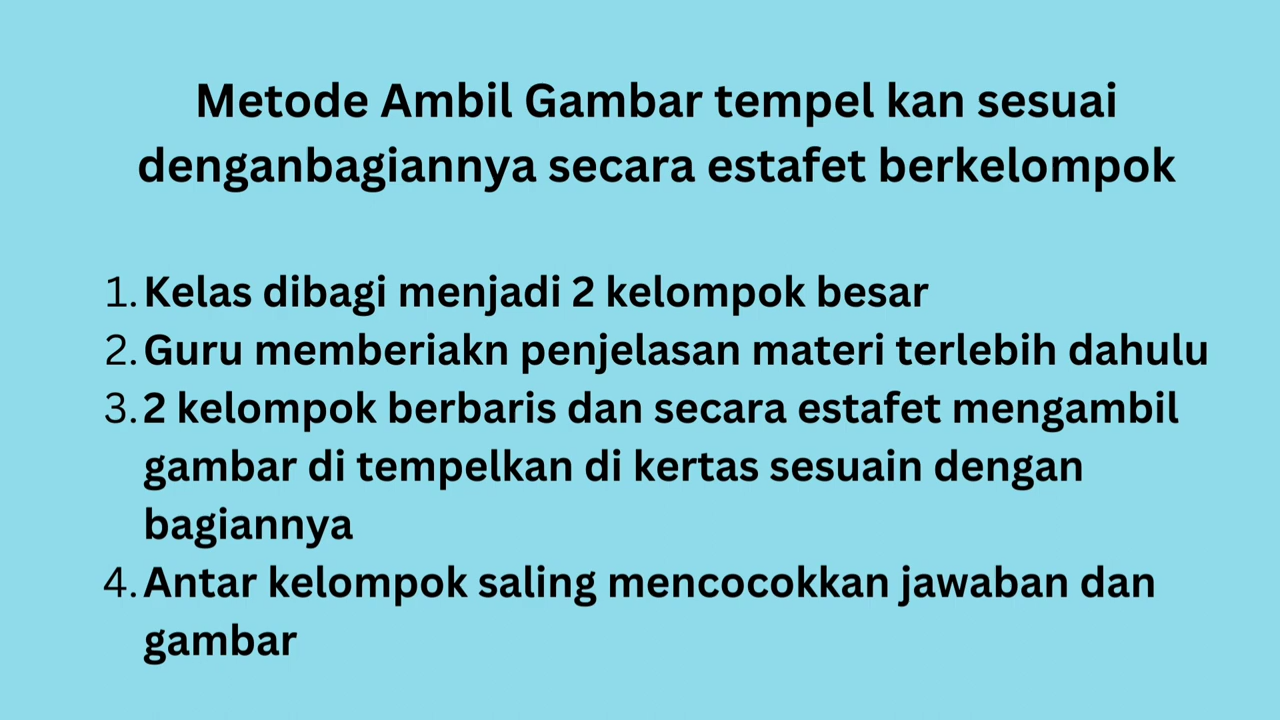 Metode Ambil Gambar tempel kan sesuai
denganbagiannya secara estafet berkelompok
1. Kelas dibagi menjadi 2 kelompok besar
2. Guru memberiakn penjelasan materi terlebih dahulu
3. 2 kelompok berbaris dan secara estafet mengambil
gambar di tempelkan di kertas sesuain dengan
bagiannya
4. Antar kelompok saling mencocokkan jawaban dan
gambar